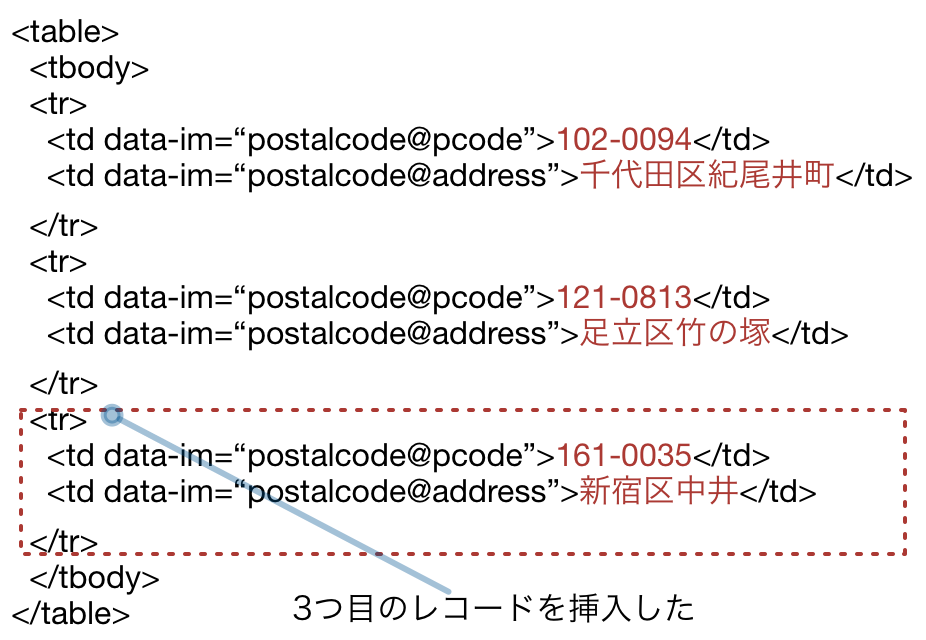 <table>
<tbody>
<tr>
<td data-im=“postalcode@pcode”>102-0094</td>
<td data-im=“postalcode@address”>千代田区紀尾井町</td>
</tr>
<tr>
<td data-im=“postalcode@pcode”>121-0813</td>
<td data-im=“postalcode@address”>足立区竹の塚</td>
</tr>
<tr>
<td data-im=“postalcode@pcode”>161-0035</td>
<td data-im=“postalcode@address”>新宿区中井</td>
</tr>
</tbody>
</table>
3つ目のレコードを挿入した